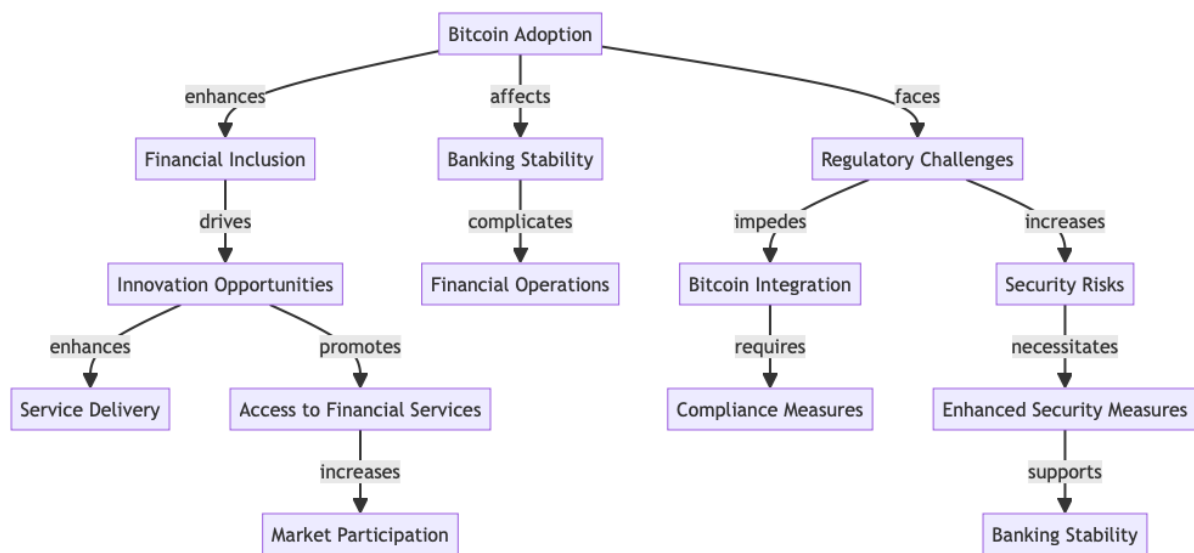 Bitcoin Adoption
enhances
affects
faces
Financial Inclusion
Banking Stability
Regulatory Challenges
drives
complicates
impedes
increases
Innovation Opportunities
Financial Operations
Bitcoin Integration
Security Risks
enhances
promotes
requires
necessitates
Service Delivery
Access to Financial Services
Compliance Measures
Enhanced Security Measures
increases
supports
Market Participation
Banking Stability